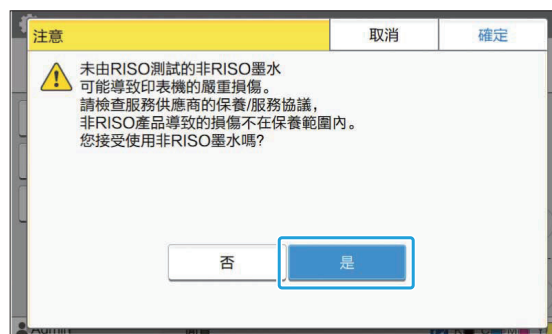 注意
取消
確定
未由RISO測試的非RISO墨水
可能導致印表機的嚴重損傷。
請檢查服務供應商的保養/服務協議，
非RISO產品導致的損傷不在保養範圍內。
您接受使用非RISO墨水嗎?
否
是
Admin